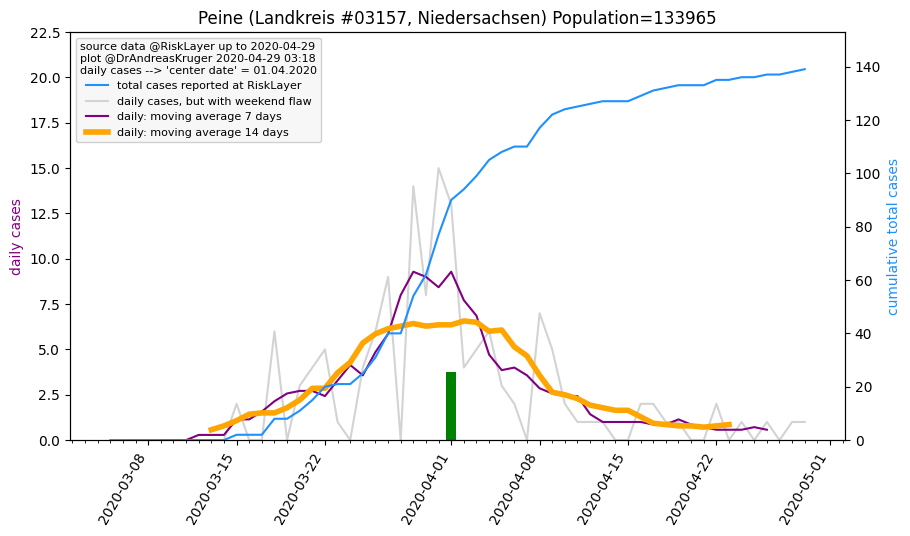 Peine (Landkreis #03157, Niedersachsen) Population=133965
source data @RiskLayer up to 2020-04-29
plot @DrAndreasKruger 2020-04-29 03:18
daily cases --> 'center date' = 01.04.2020
total cases reported at RiskLayer
daily cases, but with weekend flaw
daily: moving average 7 days
daily: moving average 14 days
daily cases
22.5
20.0
17.5
15.0
12.5
10.0
7.5
5.0
2.5
0.0
140
120
100
80
60
40
20
0
cumulative total cases
2020-03-08
2020-03-15
2020-03-22
2020-04-01
2020-04-08
2020-04-15
2020-04-22
2020-05-01